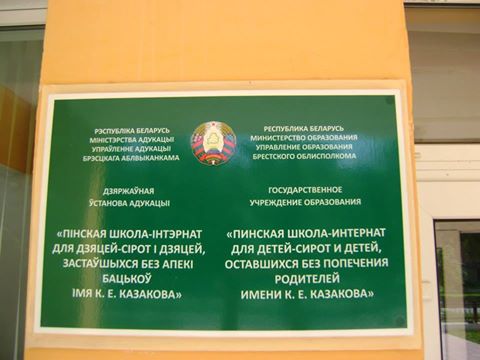 РЭСПУБЛІКА БЕЛАРУСЬ
МІНІСТЭРСТВА АДУКАЦЫІ
УПРАЎЛЕННЕ АДУКАЦЫІ
БРЭСЦКАГА АБЛВЫКАНКАМА
ДЗЯРЖАЎНАЯ
ЎСТАНОВА АДУКАЦЫІ
«ПІНСКАЯ ШКОЛА-ІНТЭРНАТ
ДЛЯ ДЗЯЦЕЙ-СІРОТ І ДЗЯЦЕЙ,
ЗАСТАЎШЫХСЯ БЕЗ АПЕКІ
БАЦЬКОЎ
ІМЯ К. Е. КАЗАКОВА»
РЕСПУБЛИКА БЕЛАРУСЬ
МИНИСТЕРСТВО ОБРАЗОВАНИЯ
УПРАВЛЕНИЕ ОБРАЗОВАНИЯ
БРЕСТСКОГО ОБЛИСПОЛКОМА
ГОСУДАРСТВЕННОЕ
УЧРЕЖДЕНИЕ ОБРАЗОВАНИЯ
«ПИНСКАЯ ШКОЛА-ИНТЕРНАТ
ДЛЯ ДЕТЕЙ-СИРОТ И ДЕТЕЙ,
ОСТАВШИХСЯ БЕЗ ПОПЕЧЕНИЯ
РОДИТЕЛЕЙ
ИМЕНИ К. Е. КАЗАКОВА»